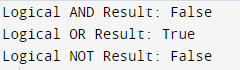 Logical AND Result: False
Logical OR Result: True
Logical NOT Result: False